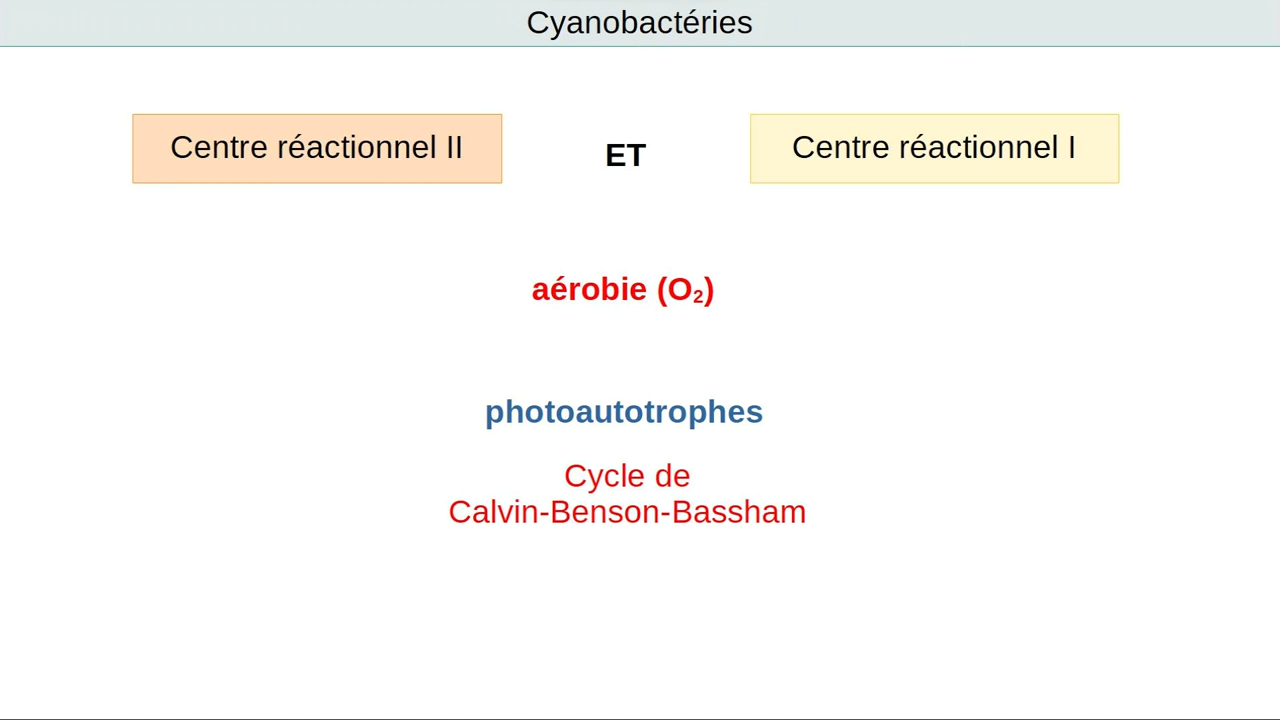 Cyanobactéries
Centre réactionnel II
ET
Centre réactionnel I
aérobie (O₂)
photoautotrophes
Cycle de
Calvin-Benson-Bassham